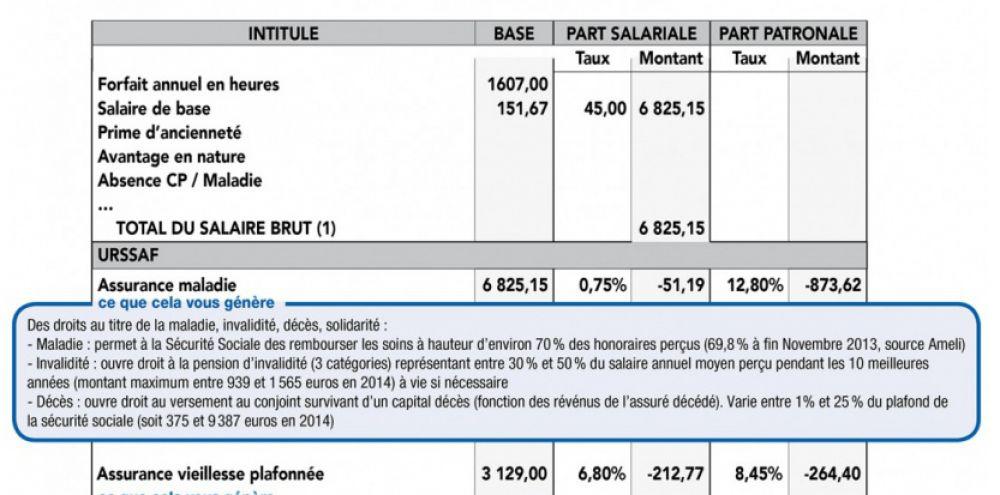 INTITULE BASE PART SALARIALE PART PATRONALE
Taux Montant Taux Montant
Forfait annuel en heures 1607,00
Salaire de base 151,67 45,00 6 825,15
Prime d'ancienneté
Avantage en nature
Absence CP / Maladie
...
TOTAL DU SALAIRE BRUT (1) 6 825,15
URSSAF
Assurance maladie 6 825,15 0,75% -51,19 12,80% -873,62
ce que cela vous génère
Des droits au titre de la maladie, invalidité, décès, solidarité :
- Maladie : permet à la Sécurité Sociale des rembourser les soins à hauteur d'environ 70 % des honoraires perçus (69,8 % à fin Novembre 2013, source Ameli)
- Invalidité : ouvre droit à la pension d'invalidité (3 catégories) représentant entre 30 % et 50 % du salaire annuel moyen perçu pendant les 10 meilleures
années (montant maximum entre 939 et 1 565 euros en 2014) à vie si nécessaire
- Décès : ouvre droit au versement au conjoint survivant d'un capital décès (fonction des révénus de l'assuré décédé). Varie entre 1% et 25 % du plafond de
la sécurité sociale (soit 375 et 9 387 euros en 2014)
Assurance vieillesse plafonnée 3 129,00 6,80% -212,77 8,45% -264,40